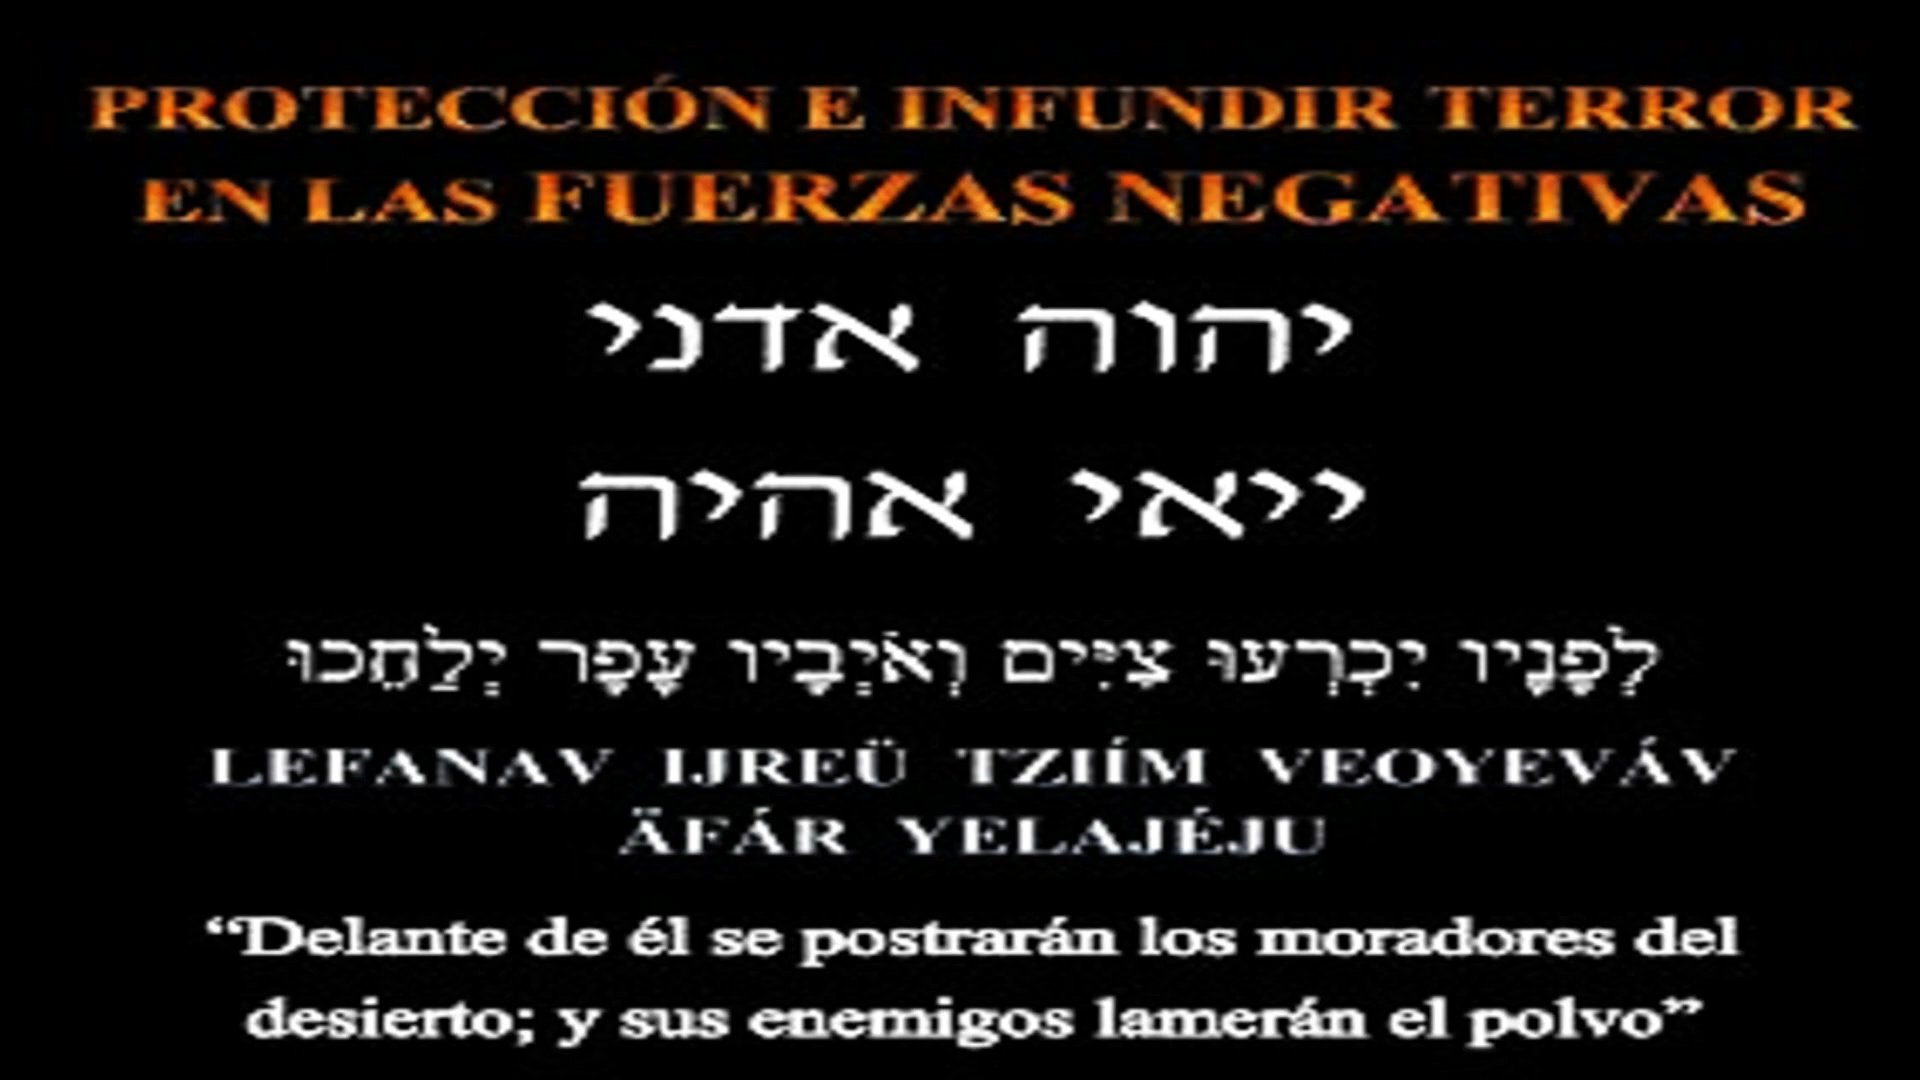 PROTECCIÓN E INFUNDIR TERROR
EN LAS FUERZAS NEGATIVAS
יהוה אדני
ייאי אהיה
לְפָנָיו יִכְרְעוּ צִיִּים וְאֹיְבָיו עָפָר יְלַחֵכוּ
LEFANAV IJREÜ TZIÍM VEOYEVÁV
ÄFÁR YELAJÉJU
“Delante de él se postrarán los moradores del
desierto; y sus enemigos lamerán el polvo”